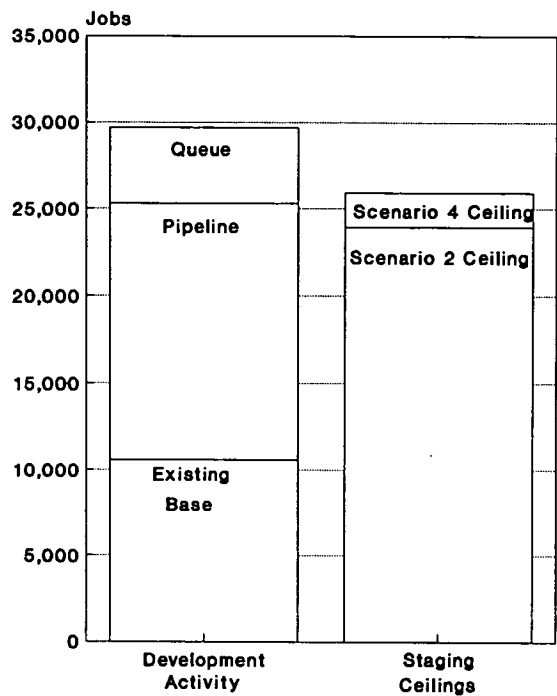 Jobs
35,000
30,000
25,000
20,000
15,000
10,000
5,000
0
Queue
Pipeline
Existing
Base
Scenario 4 Ceiling
Scenario 2 Ceiling
Development
Activity
Staging
Ceilings